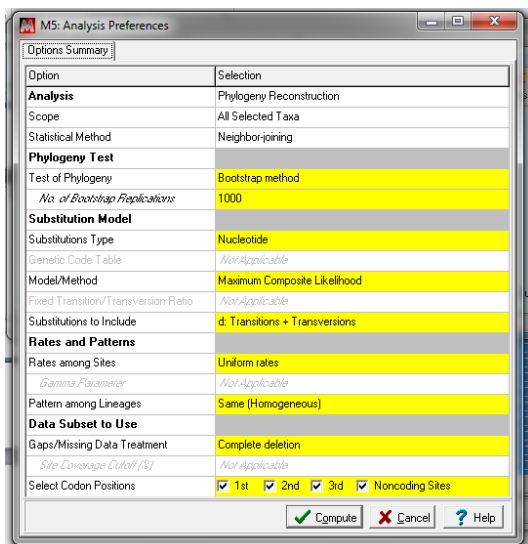 M5: Analysis Preferences
Options Summary
Option Selection
Analysis Phylogeny Reconstruction
Scope All Selected Taxa
Statistical Method Neighbor-joining
Phylogeny Test
Test of Phylogeny Bootstrap method
No. of Bootstrap Replications 1000
Substitution Model
Substitutions Type Nucleotide
Genetic Code Table Not Applicable
Model/Method Maximum Composite Likelihood
Fixed Transition/Transversion Ratio Not Applicable
Substitutions to Include d: Transitions + Transversions
Rates and Patterns
Rates among Sites Uniform rates
Gamma Parameter Not Applicable
Pattern among Lineages Same (Homogeneous)
Data Subset to Use
Gaps/Missing Data Treatment Complete deletion
Site Coverage Cutoff (%) Not Applicable
Select Codon Positions 1st 2nd 3rd Noncoding Sites
Compute Cancel Help